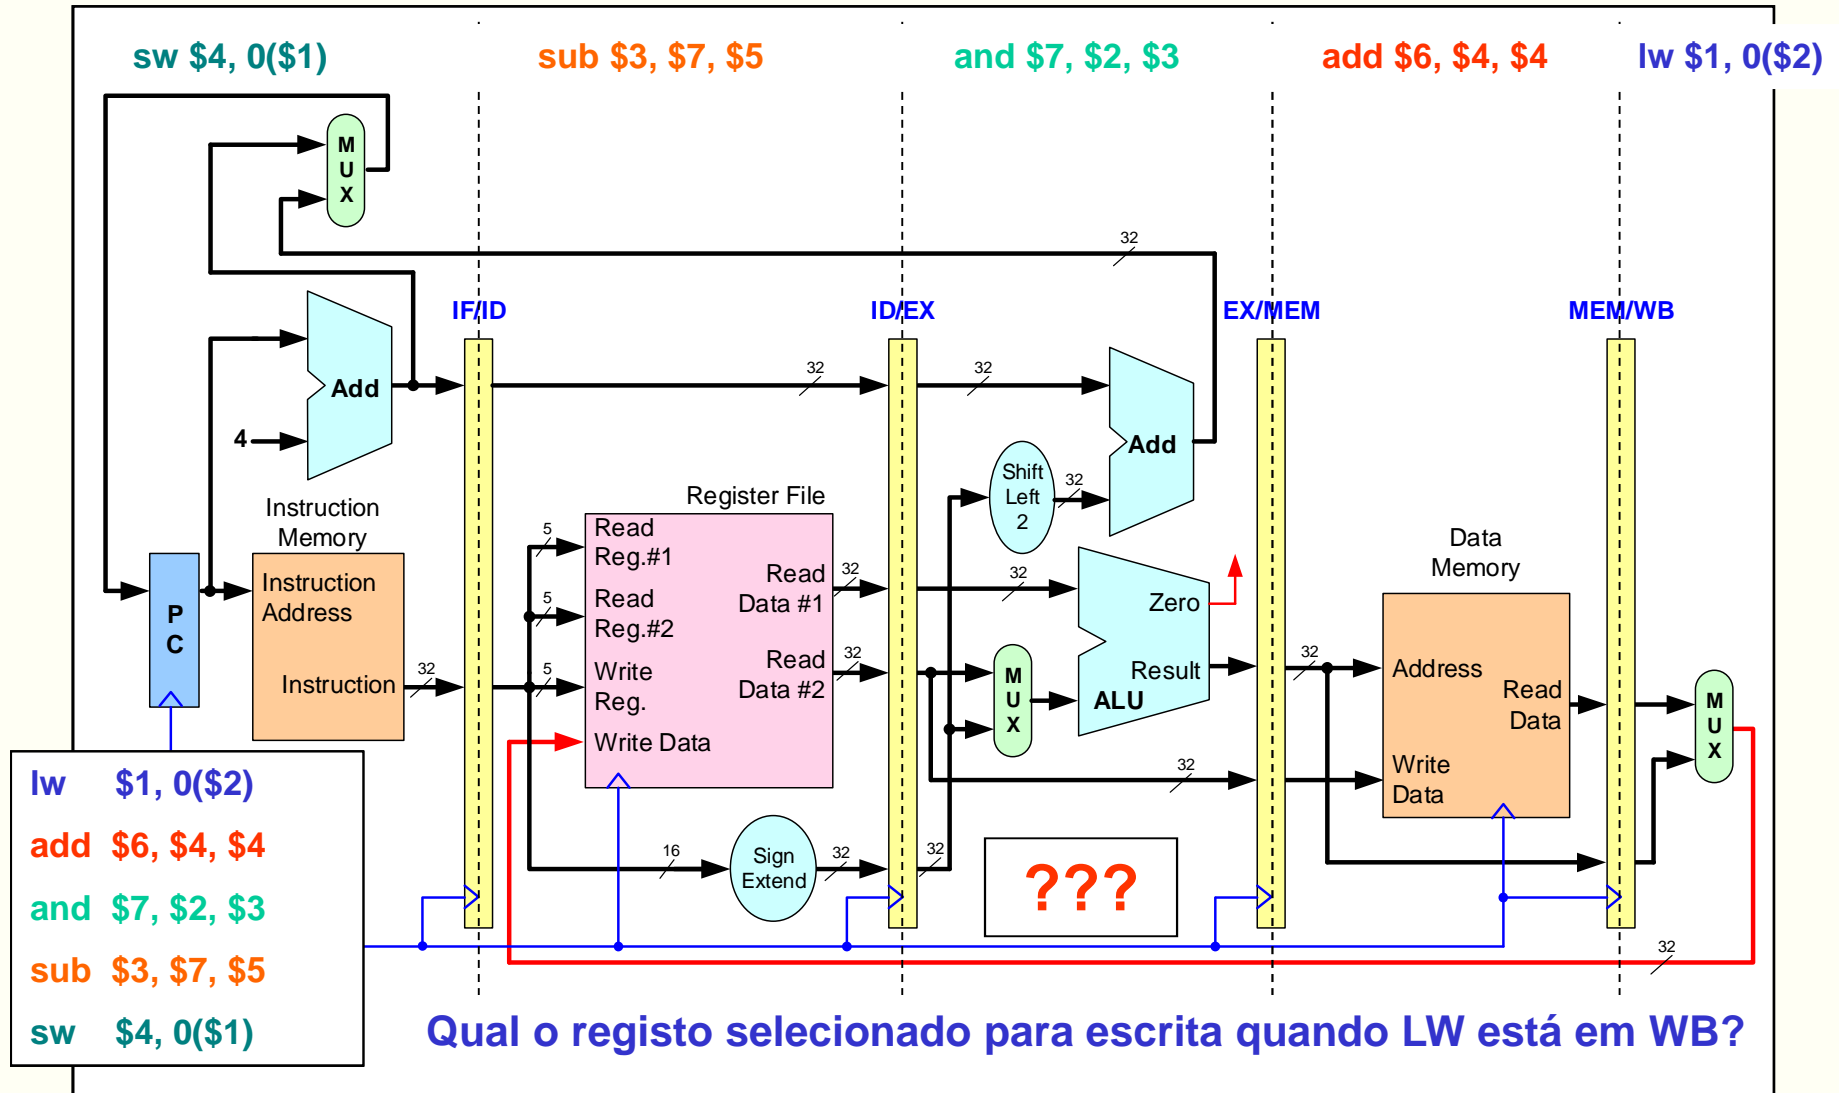 sw $4, 0($1)
sub $3, $7, $5
and $7, $2, $3
add $6, $4, $4
lw $1, 0($2)
M
U
X
32
IF/ID
ID/EX
EX/MEM
MEM/WB
Add
4
32
32
Add
Shift
Left
2
32
Instruction
Memory
Instruction
Address
Instruction
32
P
C
Register File
5
Read
Reg.#1
5
Read
Reg.#2
5
Write
Reg.
Write Data
Read
Data #1
32
Read
Data #2
32
32
M
U
X
Zero
Result
ALU
32
32
Data
Memory
Address
Read
Data
Write
Data
M
U
X
16
Sign
Extend
32
32
???
32
lw $1, 0($2)
add $6, $4, $4
and $7, $2, $3
sub $3, $7, $5
sw $4, 0($1)
Qual o registo selecionado para escrita quando LW está em WB?